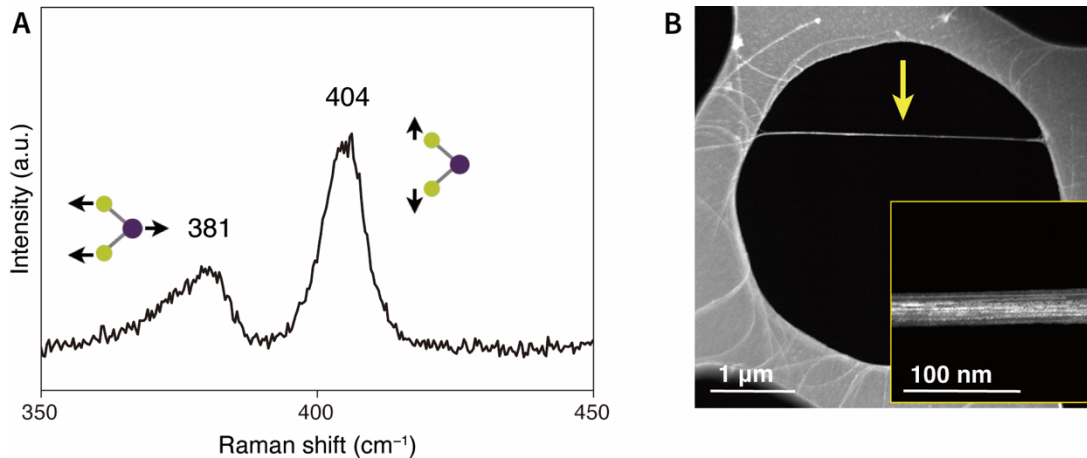 A
Intensity (a.u.)
381
404
350
400
450
Raman shift (cm⁻¹)
B
1 µm
100 nm